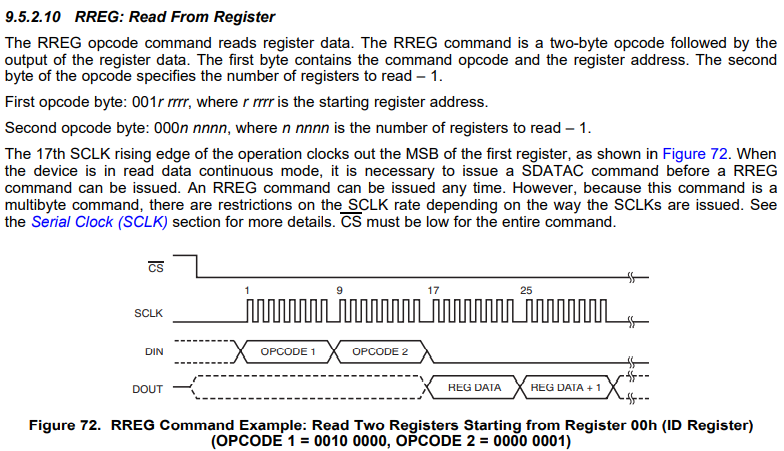 9.5.2.10 RREG: Read From Register
The RREG opcode command reads register data. The RREG command is a two-byte opcode followed by the
output of the register data. The first byte contains the command opcode and the register address. The second
byte of the opcode specifies the number of registers to read – 1.
First opcode byte: 001r rrrr, where r rrrr is the starting register address.
Second opcode byte: 000n nnnn, where n nnnn is the number of registers to read – 1.
The 17th SCLK rising edge of the operation clocks out the MSB of the first register, as shown in Figure 72. When
the device is in read data continuous mode, it is necessary to issue a SDATAC command before a RREG
command can be issued. An RREG command can be issued any time. However, because this command is a
multibyte command, there are restrictions on the SCLK rate depending on the way the SCLKs are issued. See
the Serial Clock (SCLK) section for more details. CS must be low for the entire command.
CS
1 9 17 25
SCLK
DIN OPCODE 1 OPCODE 2
DOUT REG DATA REG DATA + 1
Figure 72. RREG Command Example: Read Two Registers Starting from Register 00h (ID Register)
(OPCODE 1 = 0010 0000, OPCODE 2 = 0000 0001)